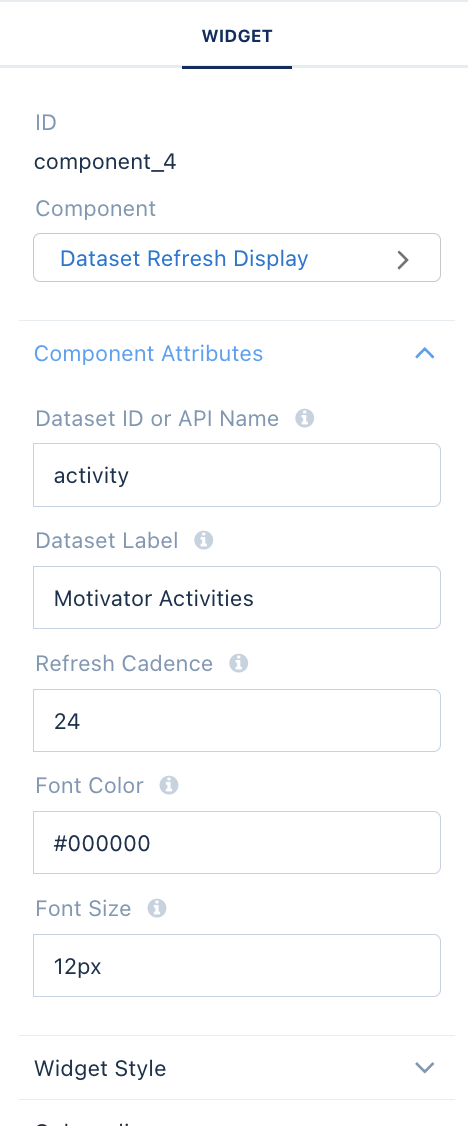 WIDGET
ID
component_4
Component
Dataset Refresh Display
Component Attributes
Dataset ID or API Name
activity
Dataset Label
Motivator Activities
Refresh Cadence
24
Font Color
#000000
Font Size
12px
Widget Style